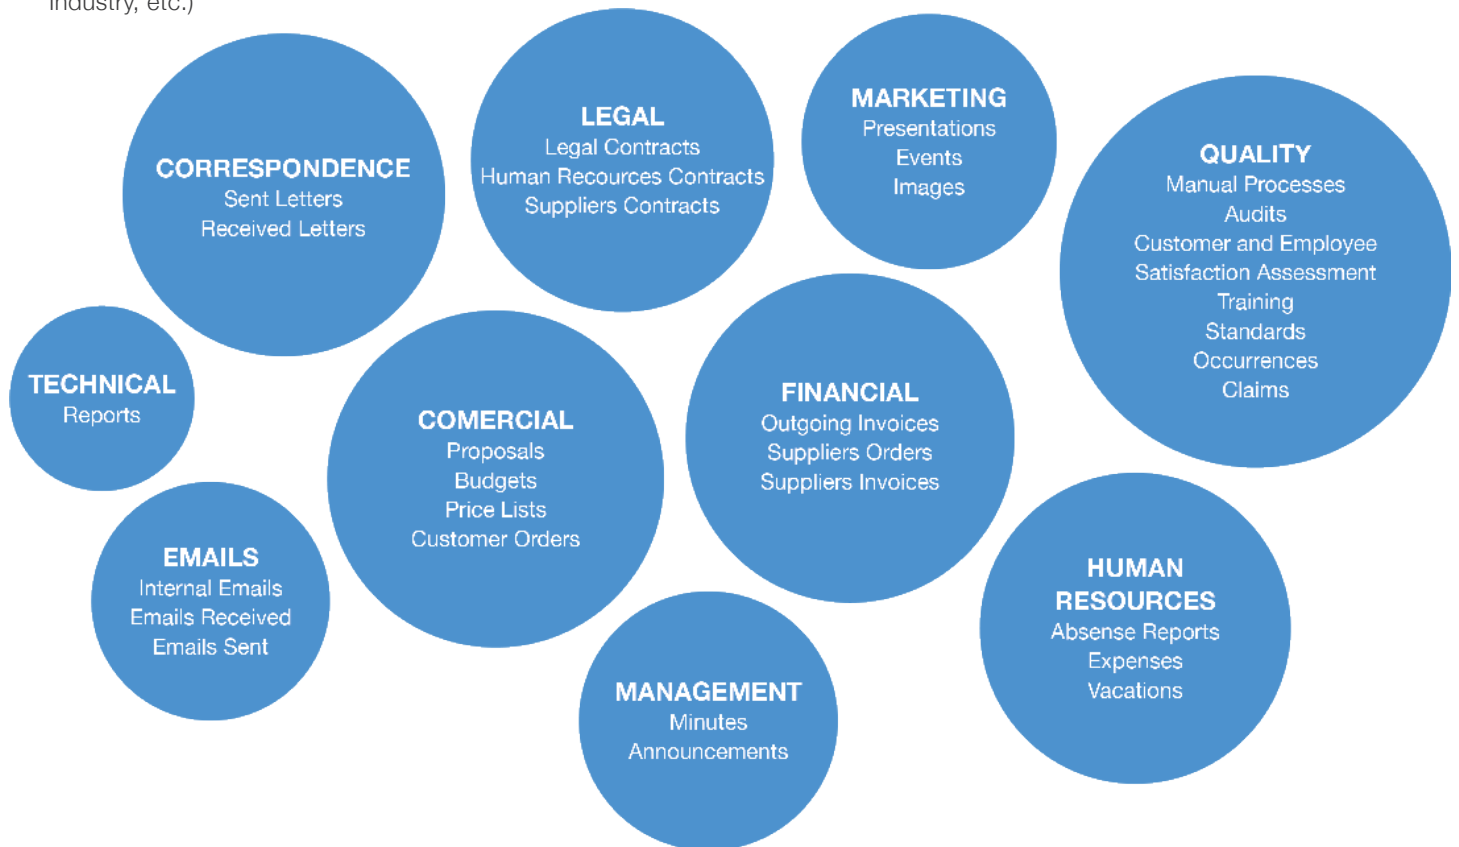 industry, etc.)
CORRESPONDENCE
Sent Letters
Received Letters
LEGAL
Legal Contracts
Human Recources Contracts
Suppliers Contracts
MARKETING
Presentations
Events
Images
QUALITY
Manual Processes
Audits
Customer and Employee
Satisfaction Assessment
Training
Standards
Occurrences
Claims
TECHNICAL
Reports
COMERCIAL
Proposals
Budgets
Price Lists
Customer Orders
FINANCIAL
Outgoing Invoices
Suppliers Orders
Suppliers Invoices
EMAILS
Internal Emails
Emails Received
Emails Sent
MANAGEMENT
Minutes
Announcements
HUMAN
RESOURCES
Absense Reports
Expenses
Vacations